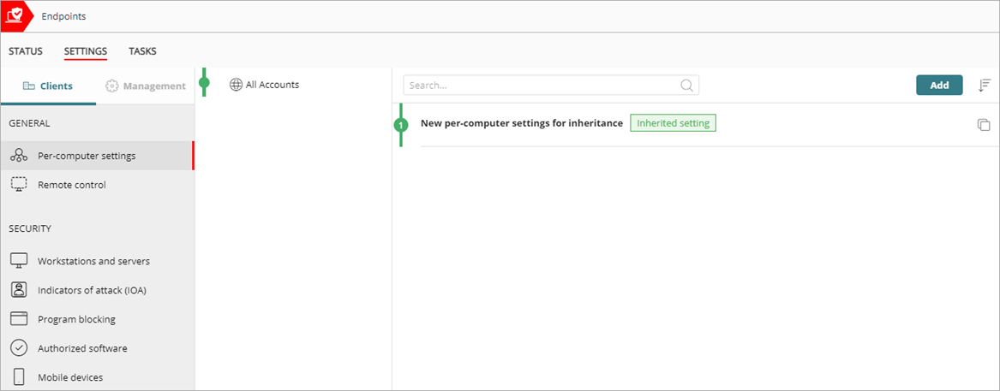 Endpoints
STATUS SETTINGS TASKS
Clients Management
GENERAL
Per-computer settings
Remote control
SECURITY
Workstations and servers
Indicators of attack (IOA)
Program blocking
Authorized software
Mobile devices
All Accounts
Search...
Add
1 New per-computer settings for inheritance Inherited setting